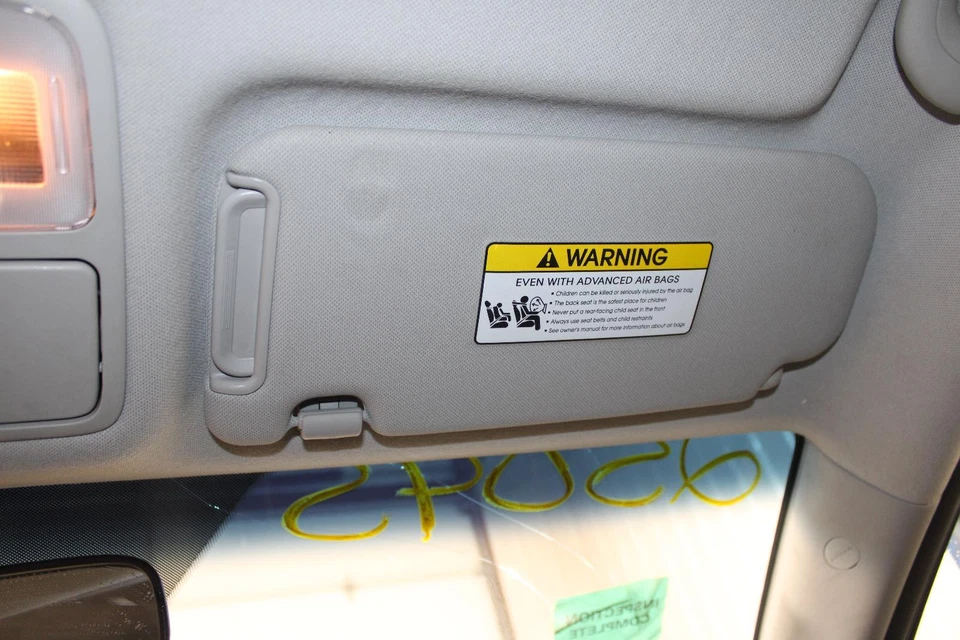 WARNING
EVEN WITH ADVANCED AIR BAGS
• Children can be killed or seriously injured by the air bag
• The back seat is the safest place for children
• Never put a rear-facing child seat in the front
• Always use seat belts and child restraints
• See owner's manual for more information about air bags
INSPECTION
COMPLETE